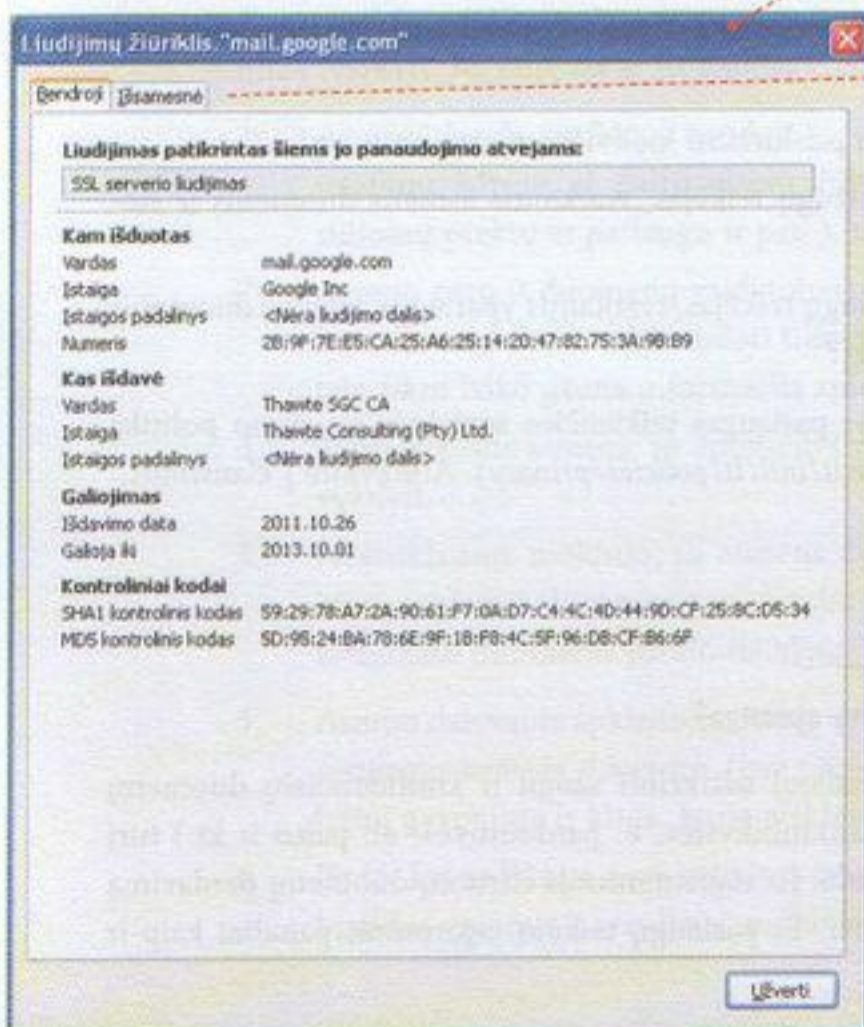 Liudijimų žiūriklis."mail.google.com"
Bendroji Išsamesnė
Liudijimas patikrintas šiems jo panaudojimo atvejams:
SSL serverio liudijimas
Kam išduotas
Vardas mail.google.com
Įstaiga Google Inc
Įstaigos padalinys <Nėra liudijimo dalis>
Numeris 2B:9F:7E:E5:CA:25:A6:25:14:20:47:82:75:3A:9B:B9
Kas išdavė
Vardas Thawte SGC CA
Įstaiga Thawte Consulting (Pty) Ltd.
Įstaigos padalinys <Nėra liudijimo dalis>
Galiojimas
Išdavimo data 2011.10.26
Galioja iki 2013.10.01
Kontroliniai kodai
SHA1 kontrolinis kodas 59:29:78:A7:2A:90:61:F7:0A:D7:C4:4C:4D:44:9D:CF:25:8C:D5:34
MD5 kontrolinis kodas 5D:95:24:BA:78:6E:9F:1B:F8:4C:5F:96:D8:CF:B6:6F
Užverti